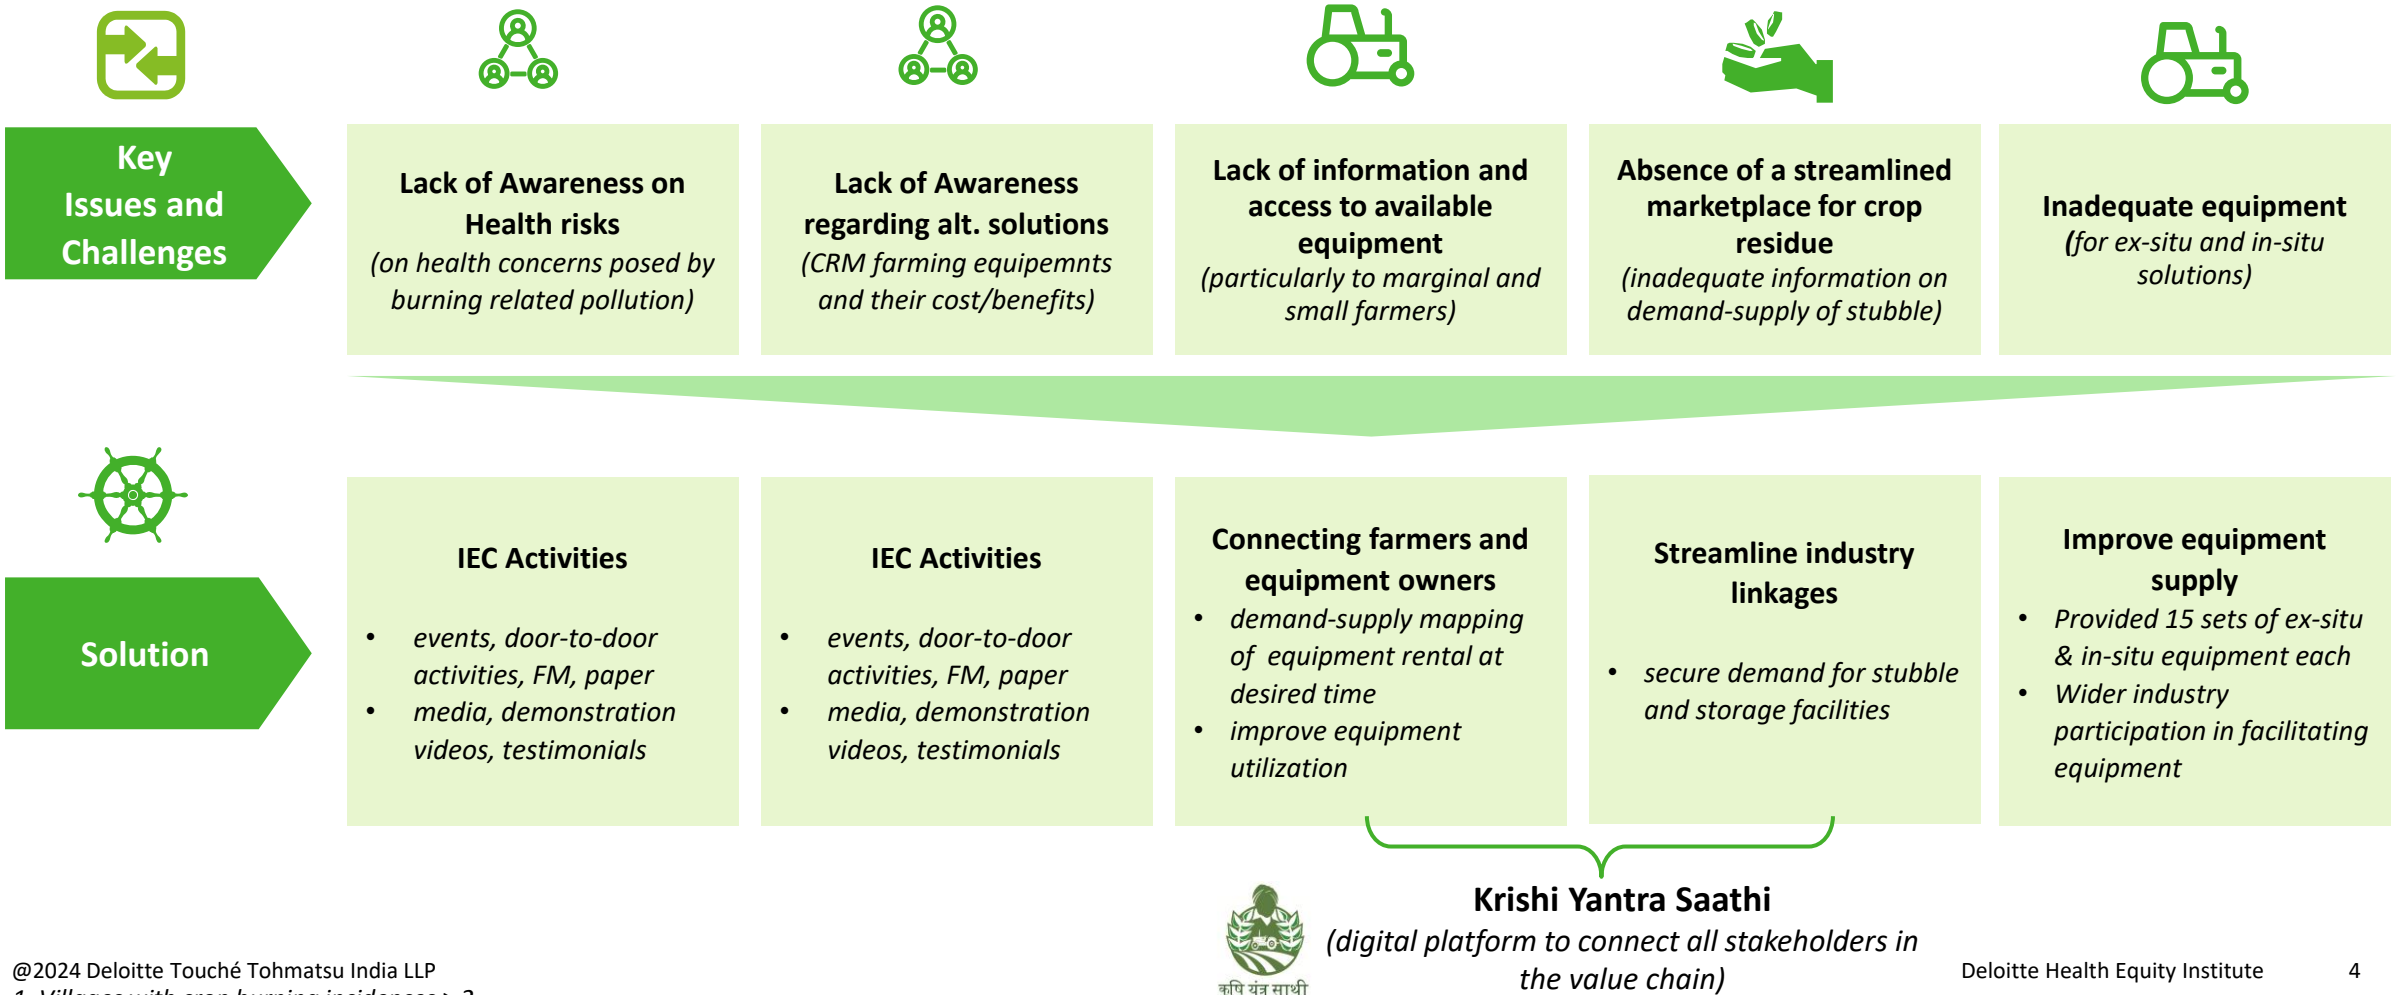 Key
Issues and
Challenges
Lack of Awareness on
Health risks
(on health concerns posed by
burning related pollution)
Lack of Awareness
regarding alt. solutions
(CRM farming equipemnts
and their cost/benefits)
Lack of information and
access to available
equipment
(particularly to marginal and
small farmers)
Absence of a streamlined
marketplace for crop
residue
(inadequate information on
demand-supply of stubble)
Inadequate equipment
(for ex-situ and in-situ
solutions)
Solution
IEC Activities
• events, door-to-door
activities, FM, paper
• media, demonstration
videos, testimonials
IEC Activities
• events, door-to-door
activities, FM, paper
• media, demonstration
videos, testimonials
Connecting farmers and
equipment owners
• demand-supply mapping
of equipment rental at
desired time
• improve equipment
utilization
Streamline industry
linkages
• secure demand for stubble
and storage facilities
Improve equipment
supply
• Provided 15 sets of ex-situ
& in-situ equipment each
• Wider industry
participation in facilitating
equipment
Krishi Yantra Saathi
(digital platform to connect all stakeholders in
the value chain)
कृषि यंत्र साथी
@2024 Deloitte Touché Tohmatsu India LLP
1. Villages with crop burning incidences > 2
Deloitte Health Equity Institute 4